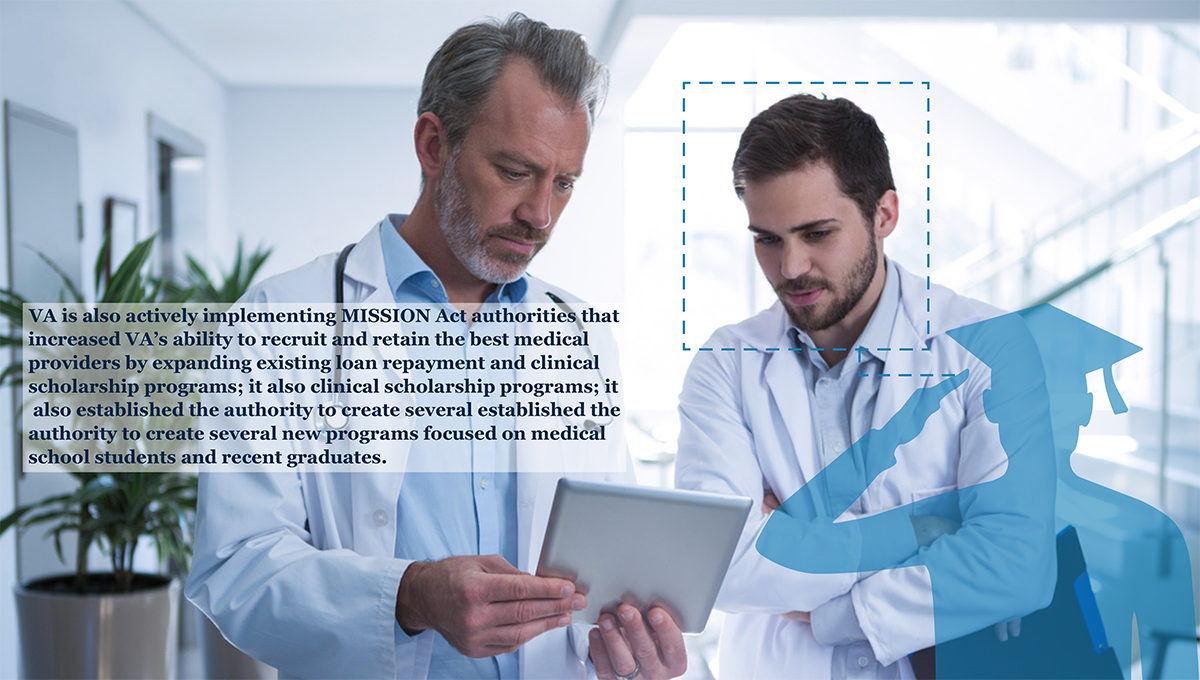 VA is also actively implementing MISSION Act authorities that
increased VA’s ability to recruit and retain the best medical
providers by expanding existing loan repayment and clinical
scholarship programs; it also clinical scholarship programs; it
also established the authority to create several established the
authority to create several new programs focused on medical
school students and recent graduates.